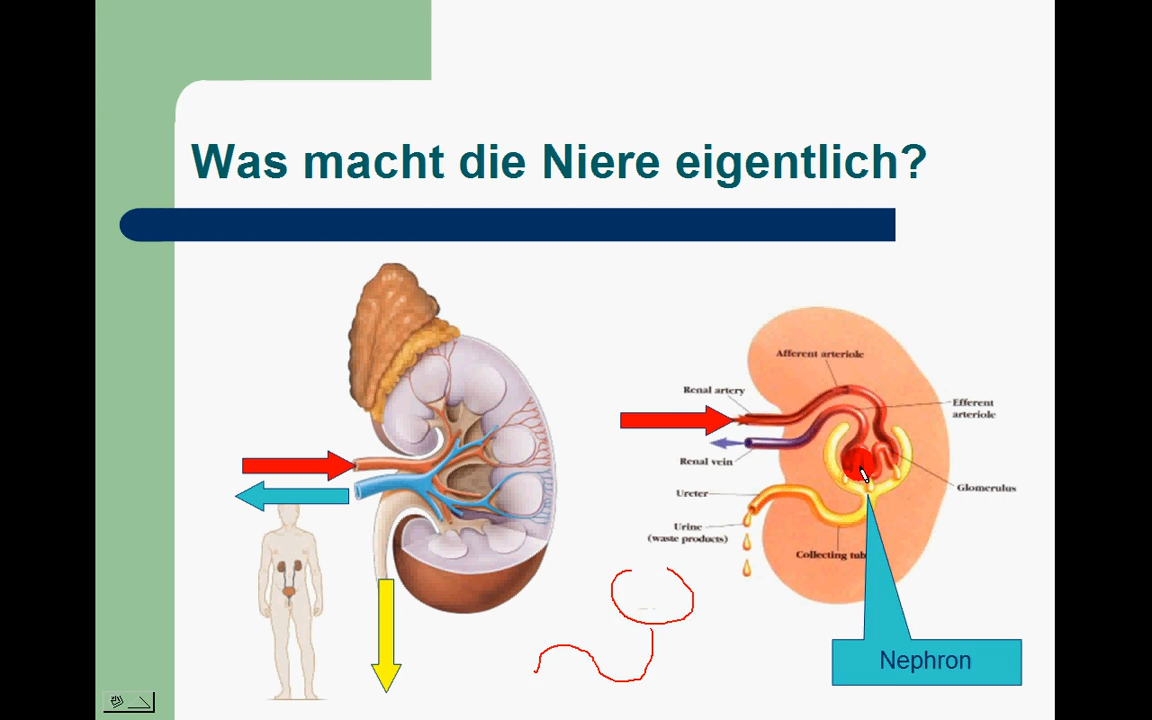 Was macht die Niere eigentlich?
Afferent arteriole
Renal artery
Efferent
arteriole
Renal vein
Glomerulus
Ureter
Urine
(waste products)
Collecting tub
Nephron